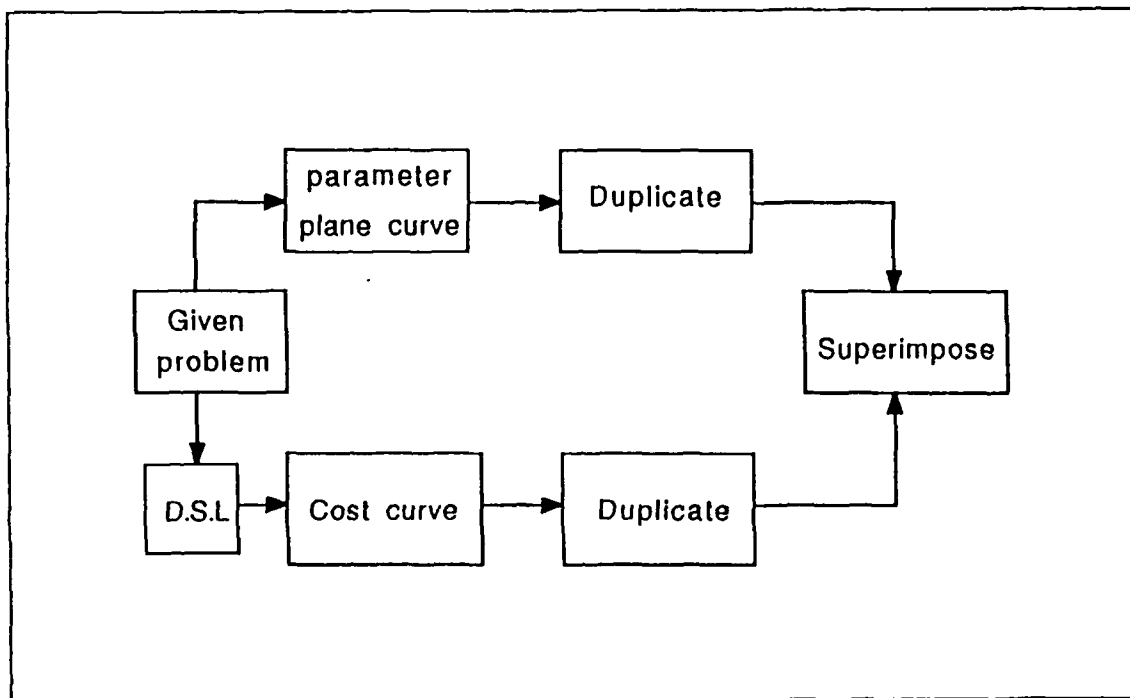 parameter
plane curve
Duplicate
Given
problem
Superimpose
D.S.L
Cost curve
Duplicate